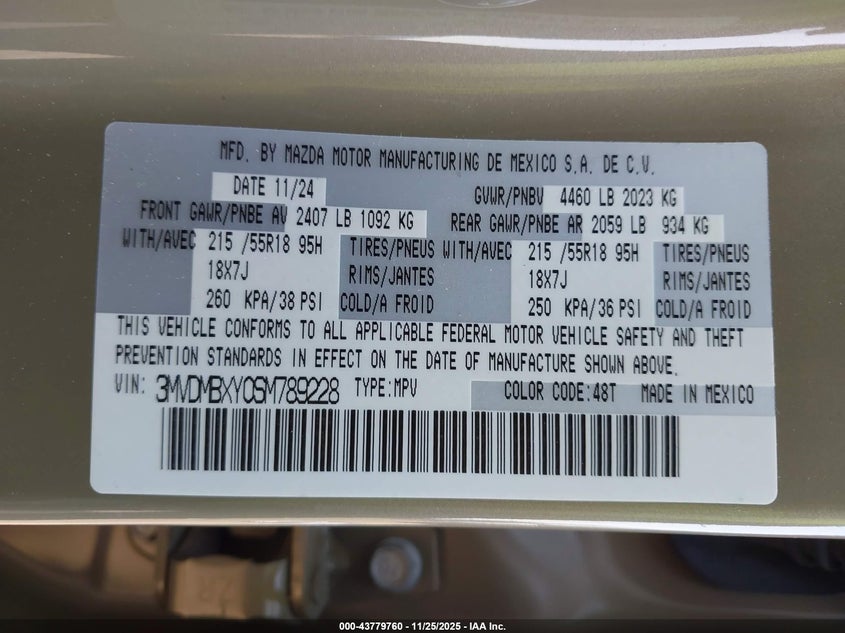 MFD. BY MAZDA MOTOR MANUFACTURING DE MEXICO S.A. DE C.V.
DATE 11/24 GVWR/PNBV 4460 LB 2023 KG
FRONT GAWR/PNBE AV 2407 LB 1092 KG REAR GAWR/PNBE AR 2059 LB 934 KG
WITH/AVEC 215 /55R18 95H TIRES/PNEUS WITH/AVEC 215 /55R18 95H TIRES/PNEUS
18X7J RIMS/JANTES 18X7J RIMS/JANTES
260 KPA/38 PSI COLD/A FROID 250 KPA/36 PSI COLD/A FROID
THIS VEHICLE CONFORMS TO ALL APPLICABLE FEDERAL MOTOR VEHICLE SAFETY AND THEFT
PREVENTION STANDARDS IN EFFECT ON THE DATE OF MANUFACTURE SHOWN ABOVE.
VIN: 3MVDMBXY0SM789228 TYPE:MPV COLOR CODE:48T MADE IN MEXICO
000-43779760 - 11/25/2025 - IAA Inc.